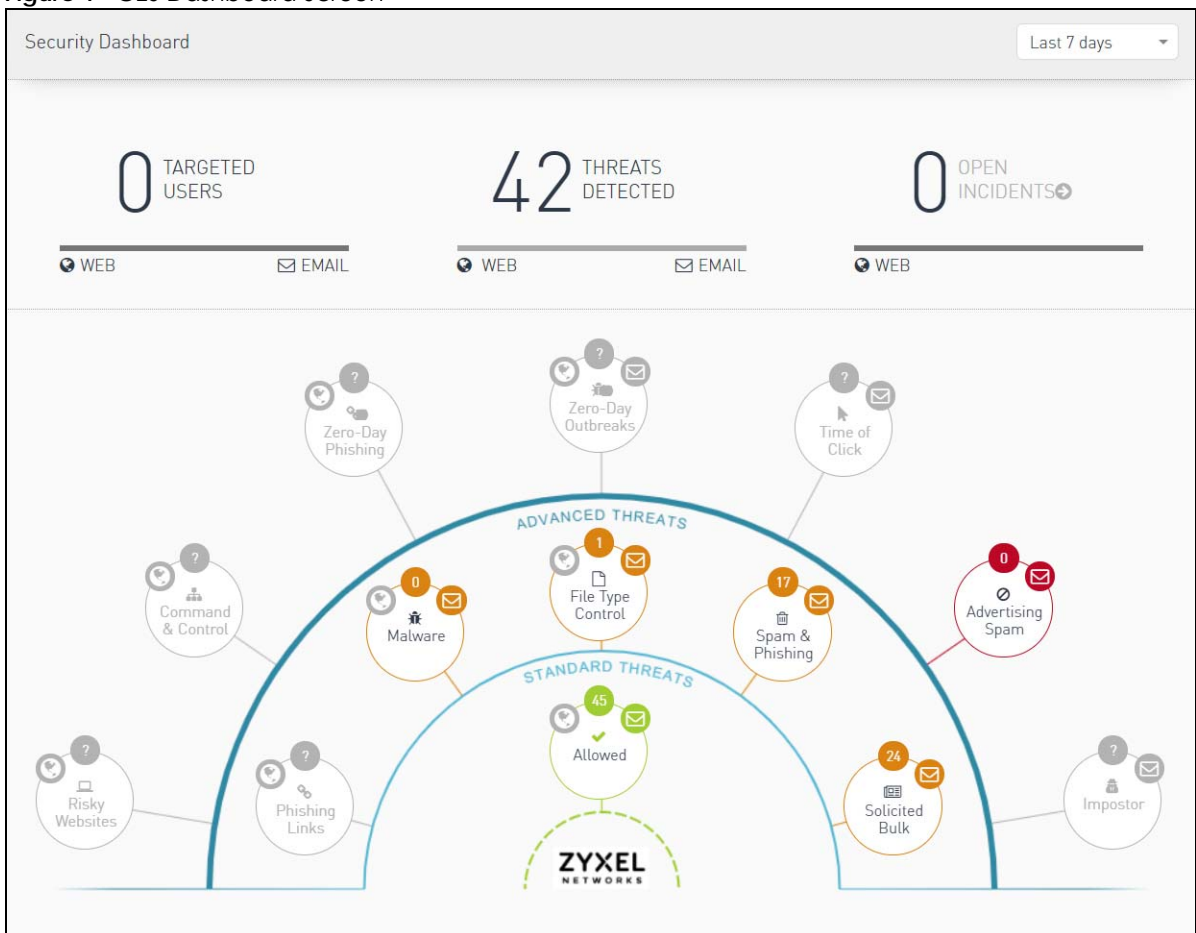 Security Dashboard
Last 7 days
0 TARGETED
USERS
42 THREATS
DETECTED
0 OPEN
INCIDENTS
WEB
EMAIL
WEB
EMAIL
WEB
?
Zero-Day
Outbreaks
?
Zero-Day
Phishing
?
Time of
Click
ADVANCED THREATS
1
File Type
Control
?
Command
& Control
0
Malware
17
Spam &
Phishing
0
Advertising
Spam
STANDARD THREATS
45
Allowed
?
Risky
Websites
?
Phishing
Links
24
Solicited
Bulk
?
Impostor
ZYXEL
NETWORKS